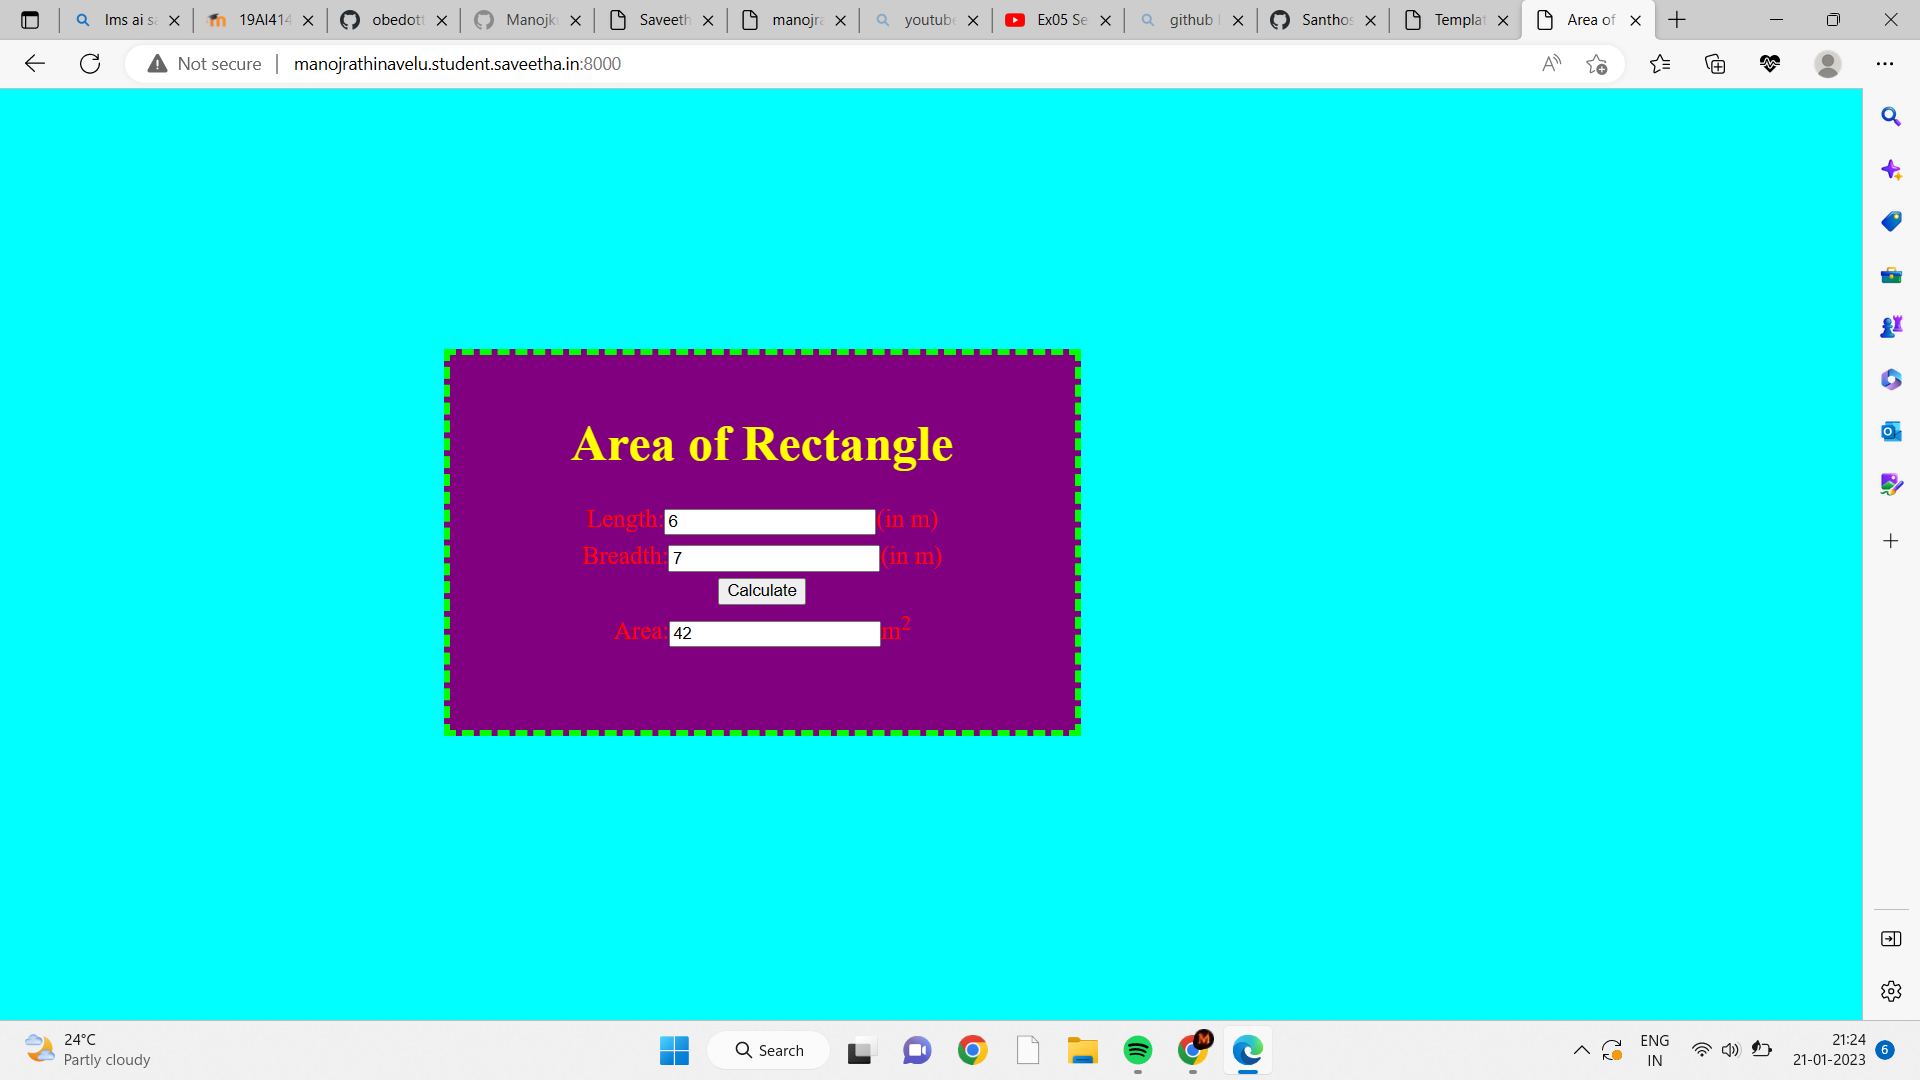 lms ai sa
19AI414
obedott
Manojk
Saveeth
manojra
youtube
Ex05 Se
github l
Santhos
Templat
Area of
Not secure
manojrathinavelu.student.saveetha.in:8000
Area of Rectangle
Length: 6 (in m)
Breadth: 7 (in m)
Calculate
Area: 42 m²
24°C
Partly cloudy
Search
M
ENG
IN
21:24
21-01-2023
6